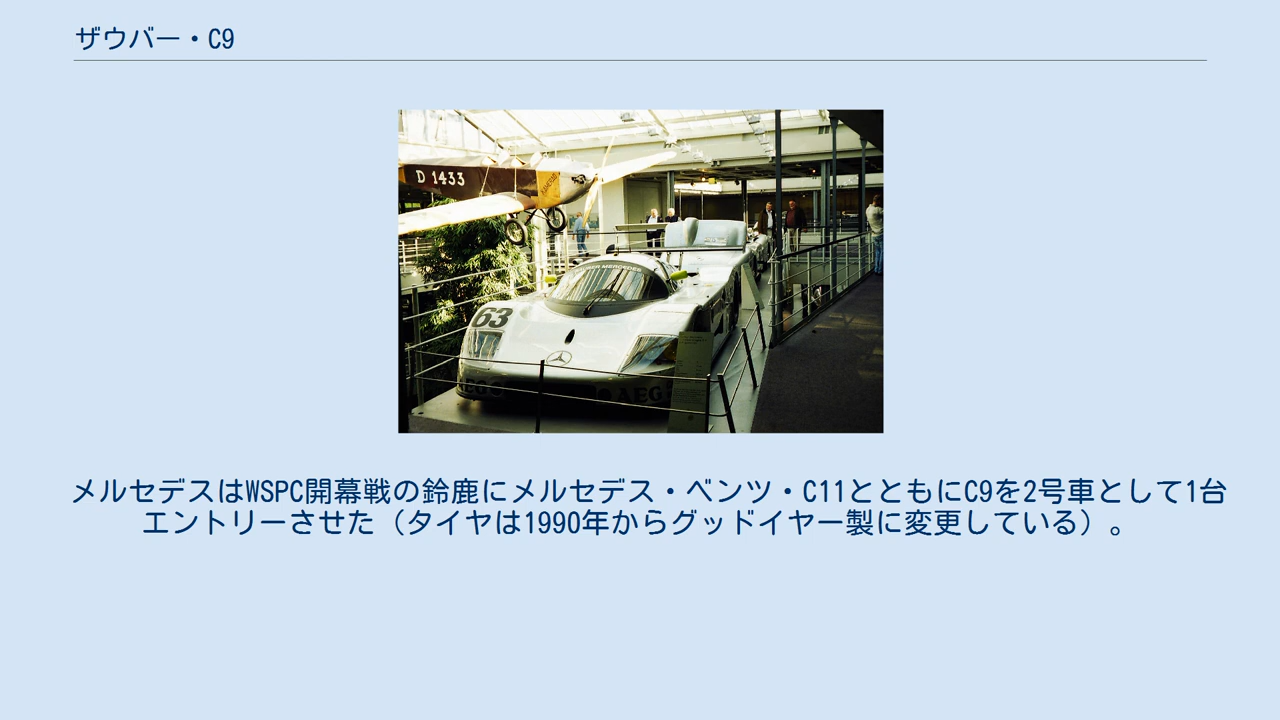 ザウバー・C9
D 1433
SAUBER MERCEDES
63
AEG
メルセデスはWSPC開幕戦の鈴鹿にメルセデス・ベンツ・C11とともにC9を2号車として1台
エントリーさせた（タイヤは1990年からグッドイヤー製に変更している）。